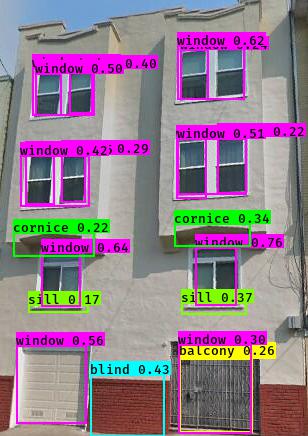 window 0.62
0.40
window 0.50
window 0.51 0.22
window 0.42 0.29
cornice 0.34
cornice 0.22
window 0.76
window 0.64
sill 0.37
sill 0.17
window 0.30
window 0.56
balcony 0.26
blind 0.43